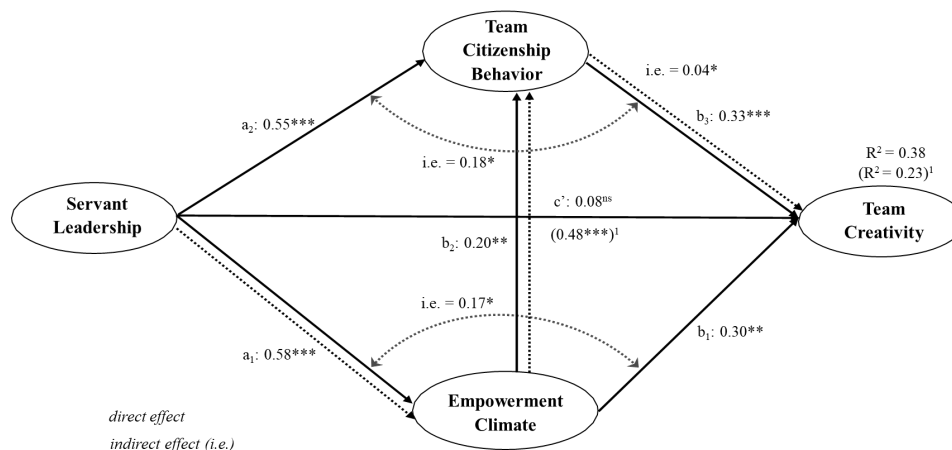 Team
Citizenship
Behavior
i.e. = 0.04*
a₂: 0.55***
b₃: 0.33***
i.e. = 0.18*
R² = 0.38
(R² = 0.23)¹
Servant
Leadership
c’: 0.08ⁿˢ
(0.48***)¹
b₂: 0.20**
Team
Creativity
i.e. = 0.17*
a₁: 0.58***
b₁: 0.30**
Empowerment
Climate
direct effect
indirect effect (i.e.)